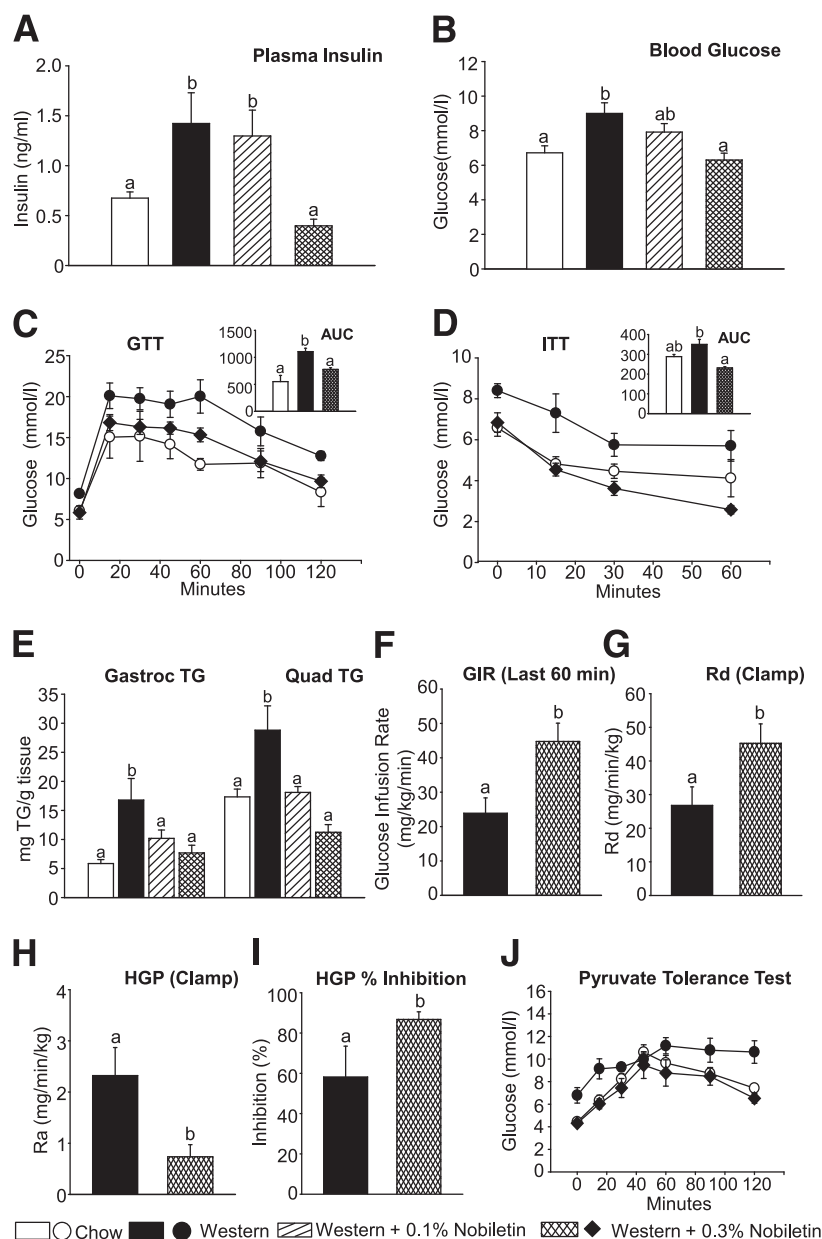 A
Plasma Insulin
2.0
1.5
1.0
0.5
0
Insulin (ng/ml)
a
b
b
a
B
Blood Glucose
12
10
8
6
4
2
0
Glucose(mmol/l)
a
b
ab
a
C
GTT
25
20
15
10
5
0
Glucose (mmol/l)
0 20 40 60 80 100 120
Minutes
AUC
1500
1000
500
0
a
b
a
D
ITT
8
6
4
2
0
Glucose (mmol/l)
0 10 20 30 40 50 60
Minutes
AUC
400
300
200
100
0
ab
b
a
E
Gastroc TG
Quad TG
35
30
25
20
15
10
5
0
mg TG/g tissue
a
b
a
a
a
b
a
a
F
GIR (Last 60 min)
60
50
40
30
20
10
0
Glucose Infusion Rate
(mg/kg/min)
a
b
G
Rd (Clamp)
60
50
40
30
20
10
0
Rd (mg/min/kg)
a
b
H
HGP (Clamp)
4
3
2
1
0
Ra (mg/min/kg)
a
b
I
HGP % Inhibition
100
80
60
40
20
0
Inhibition (%)
a
b
J
Pyruvate Tolerance Test
16
14
12
10
8
6
4
2
0
Glucose (mmol/l)
0 20 40 60 80 100 120
Minutes
Chow Western Western + 0.1% Nobiletin Western + 0.3% Nobiletin